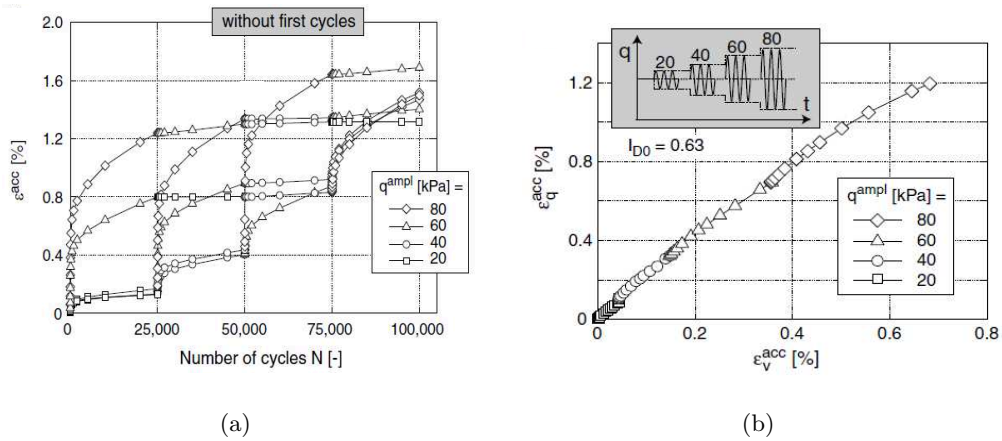 without first cycles
2.0
1.6
1.2
0.8
0.4
0
ε^acc [%]
q^ampl [kPa] =
80
60
40
20
0
25,000
50,000
75,000
100,000
Number of cycles N [-]
(a)
q
20
40
60
80
t
I_D0 = 0.63
1.2
0.8
0.4
0
ε_q^acc [%]
q^ampl [kPa] =
80
60
40
20
0
0.2
0.4
0.6
0.8
ε_v^acc [%]
(b)